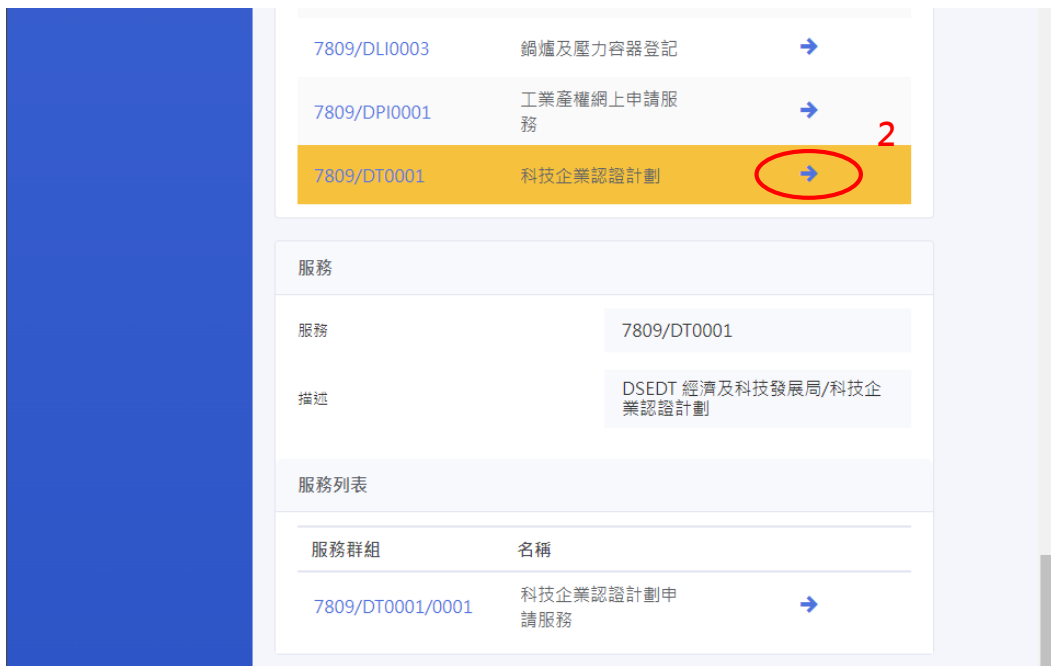 7809/DLI0003 鍋爐及壓力容器登記
7809/DPI0001 工業產權網上申請服
務
2
7809/DT0001 科技企業認證計劃
服務
服務 7809/DT0001
描述 DSEDT 經濟及科技發展局/科技企
業認證計劃
服務列表
服務群組 名稱
7809/DT0001/0001 科技企業認證計劃申
請服務